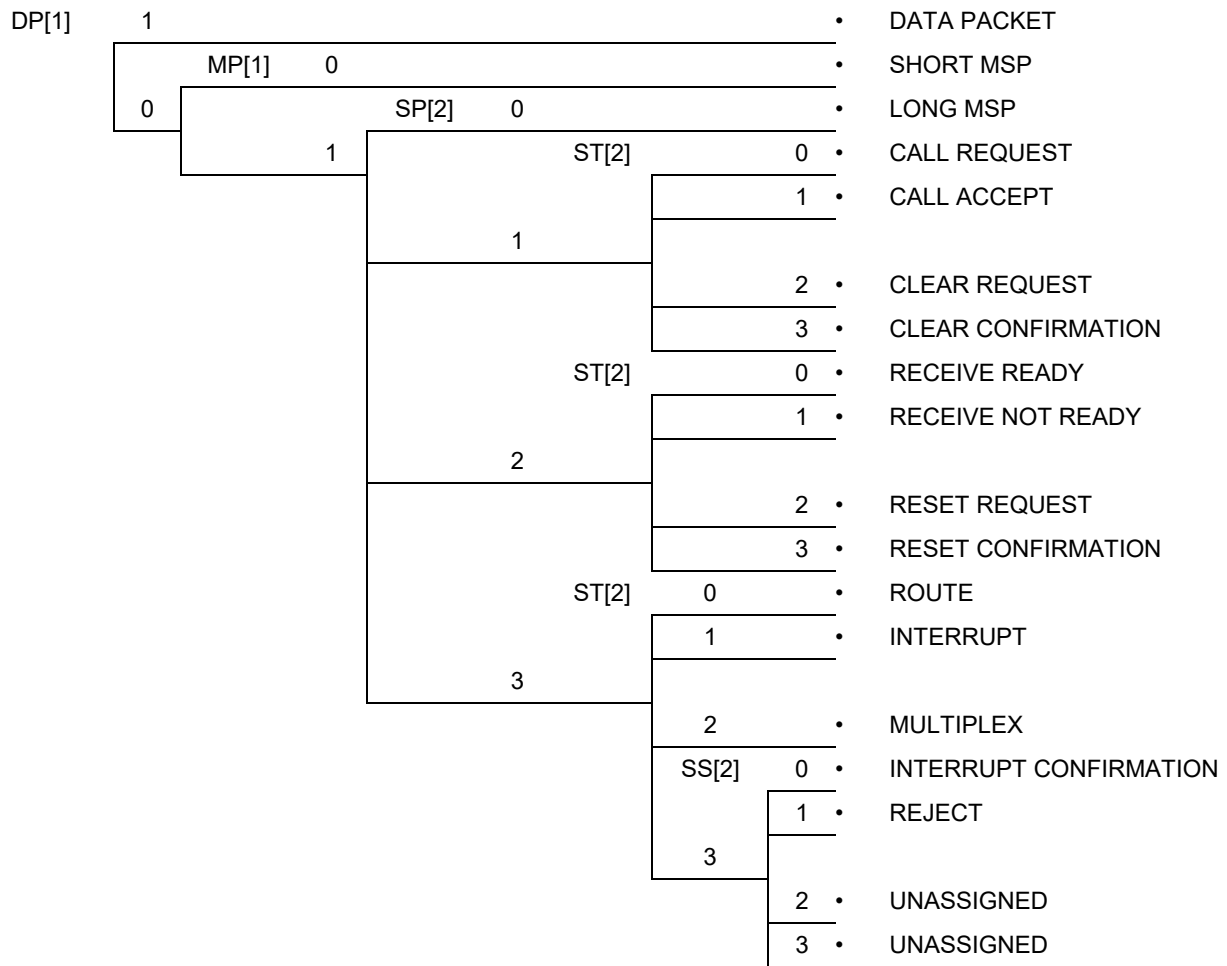 DP[1] 1 • DATA PACKET
MP[1] 0 • SHORT MSP
0 SP[2] 0 • LONG MSP
1 ST[2] 0 • CALL REQUEST
1 • CALL ACCEPT
1
2 • CLEAR REQUEST
3 • CLEAR CONFIRMATION
ST[2] 0 • RECEIVE READY
1 • RECEIVE NOT READY
2
2 • RESET REQUEST
3 • RESET CONFIRMATION
ST[2] 0 • ROUTE
1 • INTERRUPT
3
2 • MULTIPLEX
SS[2] 0 • INTERRUPT CONFIRMATION
1 • REJECT
3
2 • UNASSIGNED
3 • UNASSIGNED